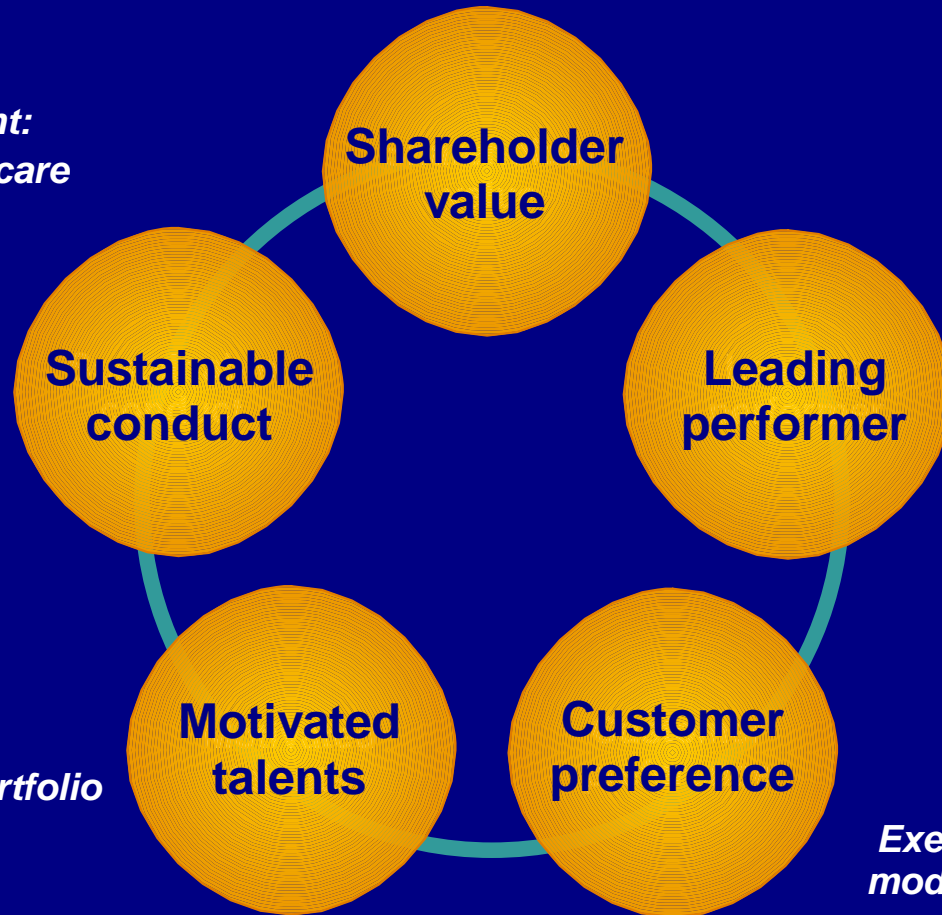 nt:
care
Shareholder
value
Sustainable
conduct
Leading
performer
Motivated
talents
Customer
preference
rtfolio
Exe
mod